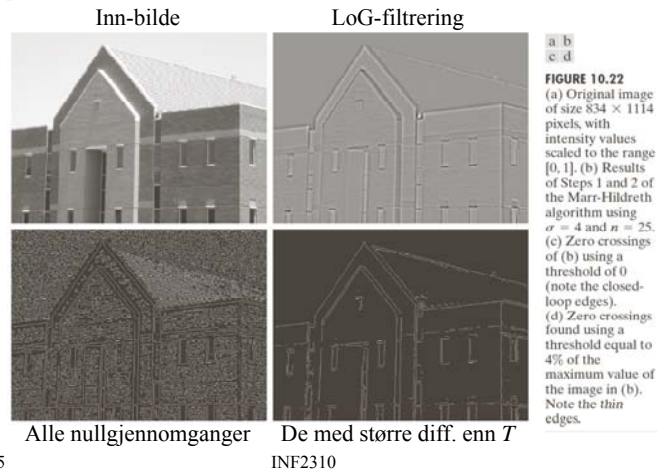 Inn-bilde
LoG-filtrering
a b
c d
FIGURE 10.22
(a) Original image
of size 834 × 1114
pixels, with
intensity values
scaled to the range
[0, 1]. (b) Results
of Steps 1 and 2 of
the Marr-Hildreth
algorithm using
σ = 4 and n = 25.
(c) Zero crossings
of (b) using a
threshold of 0
(note the closed-
loop edges).
(d) Zero crossings
found using a
threshold equal to
4% of the
maximum value of
the image in (b).
Note the thin
edges.
Alle nullgjennomganger
De med større diff. enn T
5
INF2310